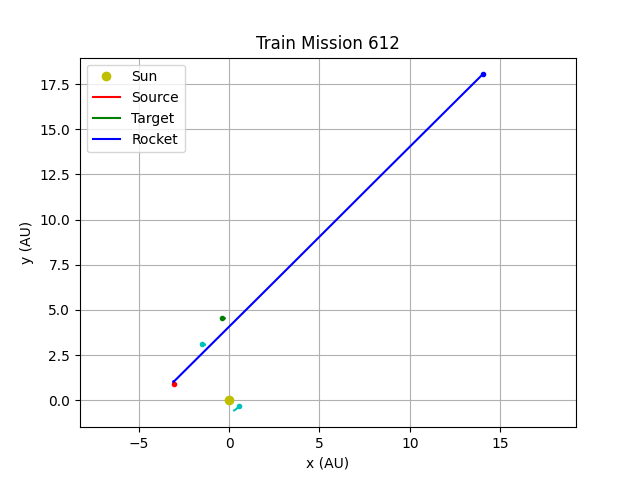 Train Mission 612
Sun
Source
Target
Rocket
17.5
15.0
12.5
10.0
7.5
5.0
2.5
0.0
y (AU)
−5
0
5
10
15
x (AU)